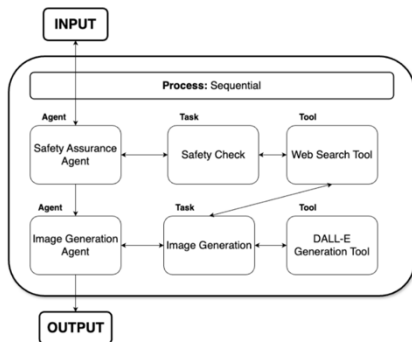 INPUT
Process: Sequential
Agent
Task
Tool
Safety Assurance
Agent
Safety Check
Web Search Tool
Agent
Task
Tool
Image Generation
Agent
Image Generation
DALL-E
Generation Tool
OUTPUT